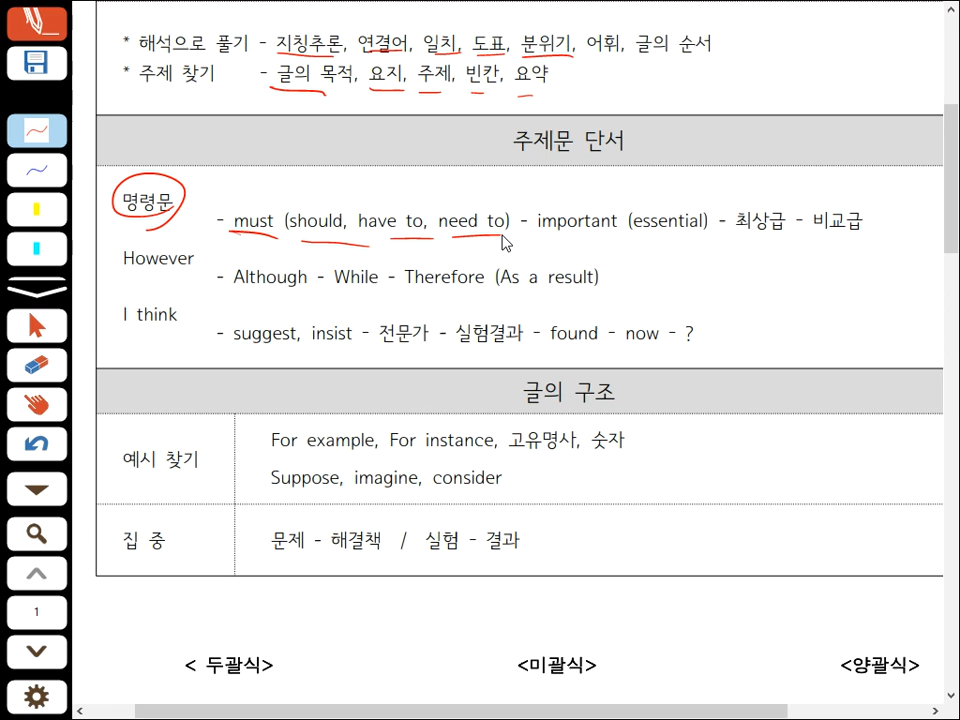 * 해석으로 풀기 - 지칭추론, 연결어, 일치, 도표, 분위기, 어휘, 글의 순서
* 주제 찾기 - 글의 목적, 요지, 주제, 빈칸, 요약
주제문 단서
명령문
- must (should, have to, need to) - important (essential) - 최상급 - 비교급
However
- Although - While - Therefore (As a result)
I think
- suggest, insist - 전문가 - 실험결과 - found - now - ?
글의 구조
예시 찾기
For example, For instance, 고유명사, 숫자
Suppose, imagine, consider
집 중
문제 - 해결책 / 실험 - 결과
1
< 두괄식> <미괄식> <양괄식>